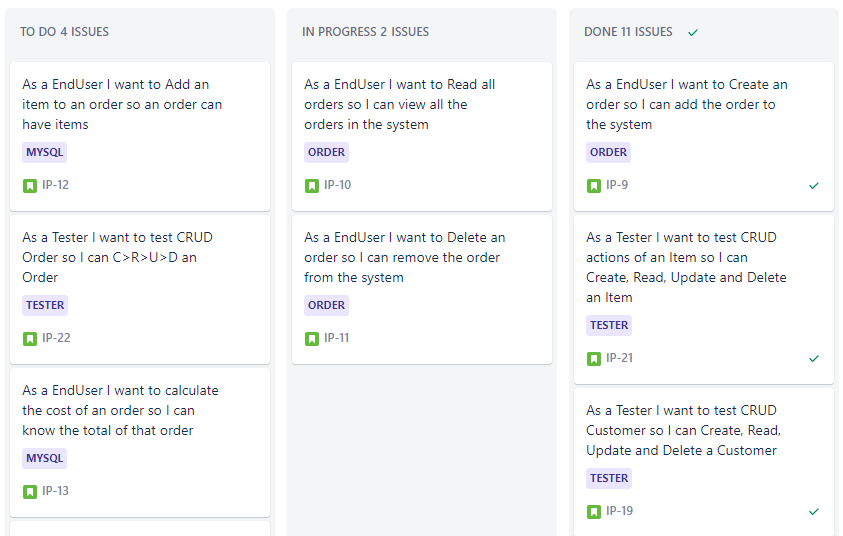 TO DO 4 ISSUES
As a EndUser I want to Add an
item to an order so an order can
have items
MYSQL
IP-12
As a Tester I want to test CRUD
Order so I can C>R>U>D an
Order
TESTER
IP-22
As a EndUser I want to calculate
the cost of an order so I can
know the total of that order
MYSQL
IP-13
IN PROGRESS 2 ISSUES
As a EndUser I want to Read all
orders so I can view all the
orders in the system
ORDER
IP-10
As a EndUser I want to Delete an
order so I can remove the order
from the system
ORDER
IP-11
DONE 11 ISSUES
As a EndUser I want to Create an
order so I can add the order to
the system
ORDER
IP-9
As a Tester I want to test CRUD
actions of an Item so I can
Create, Read, Update and Delete
an Item
TESTER
IP-21
As a Tester I want to test CRUD
Customer so I can Create, Read,
Update and Delete a Customer
TESTER
IP-19